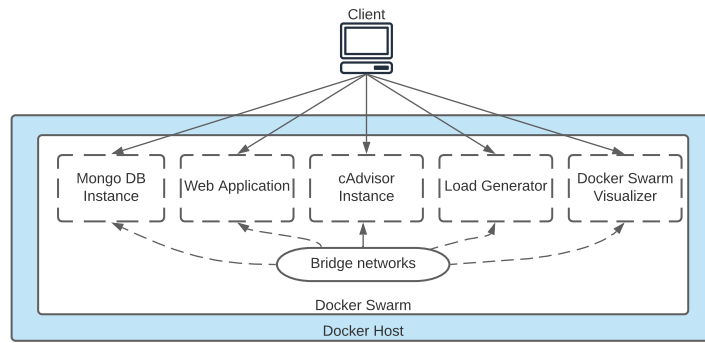 Client
Mongo DB
Instance
Web Application
cAdvisor
Instance
Load Generator
Docker Swarm
Visualizer
Bridge networks
Docker Swarm
Docker Host